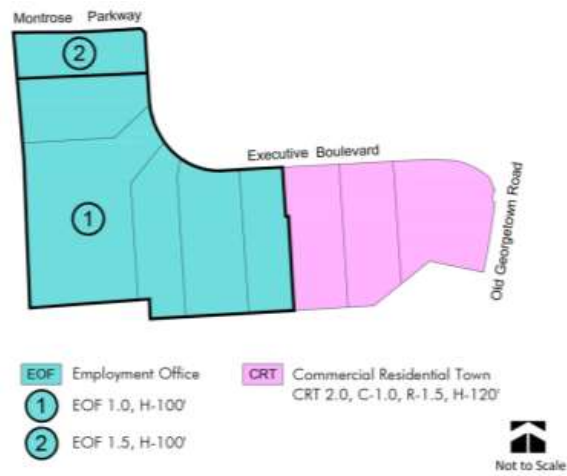 Montrose Parkway
2
Executive Boulevard
Old Georgetown Road
1
EOF Employment Office
CRT Commercial Residential Town
CRT 2.0, C-1.0, R-1.5, H-120'
1 EOF 1.0, H-100'
2 EOF 1.5, H-100'
Not to Scale